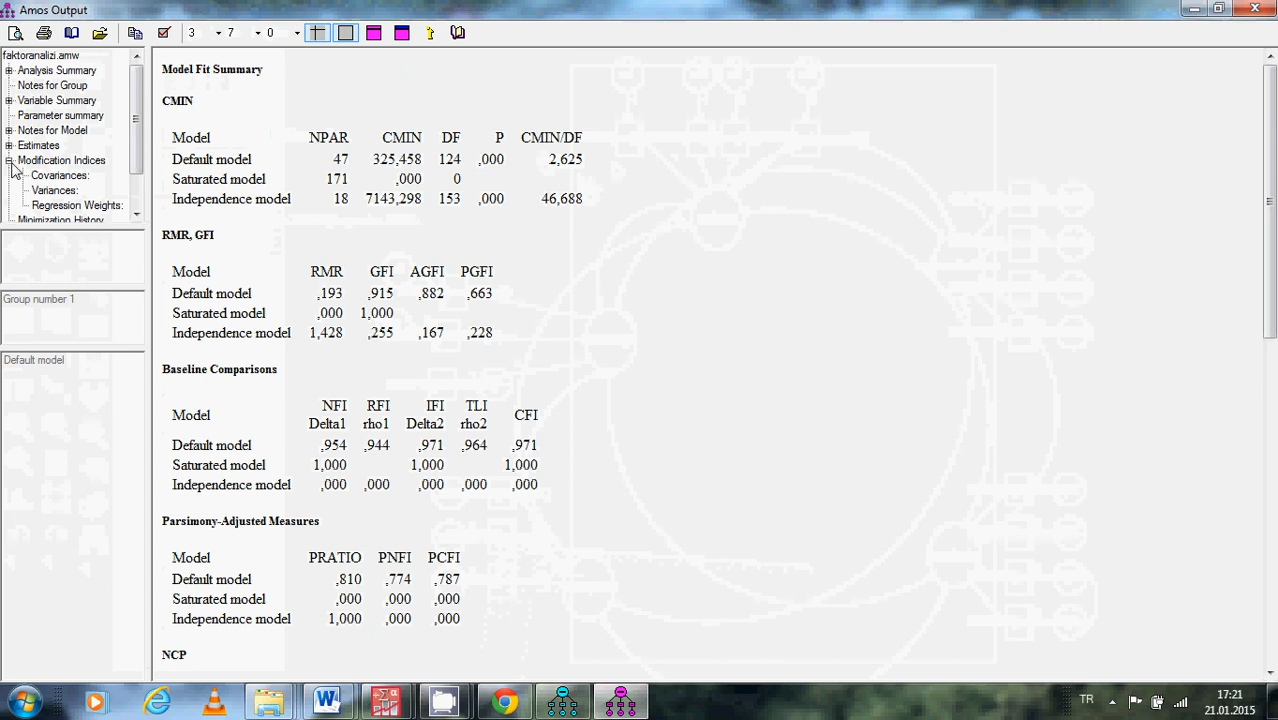 Amos Output
3 7 0
faktoranalizi.amw
Analysis Summary
Notes for Group
Variable Summary
Parameter summary
Notes for Model
Estimates
Modification Indices
Covariances:
Variances:
Regression Weights:
Minimization History
Group number 1
Default model
Model Fit Summary
CMIN
Model NPAR CMIN DF P CMIN/DF
Default model 47 325,458 124 ,000 2,625
Saturated model 171 ,000 0
Independence model 18 7143,298 153 ,000 46,688
RMR, GFI
Model RMR GFI AGFI PGFI
Default model ,193 ,915 ,882 ,663
Saturated model ,000 1,000
Independence model 1,428 ,255 ,167 ,228
Baseline Comparisons
Model NFI Delta1 RFI rho1 IFI Delta2 TLI rho2 CFI
Default model ,954 ,944 ,971 ,964 ,971
Saturated model 1,000 1,000 1,000
Independence model ,000 ,000 ,000 ,000 ,000
Parsimony-Adjusted Measures
Model PRATIO PNFI PCFI
Default model ,810 ,774 ,787
Saturated model ,000 ,000 ,000
Independence model 1,000 ,000 ,000
NCP
TR
17:21
21.01.2015